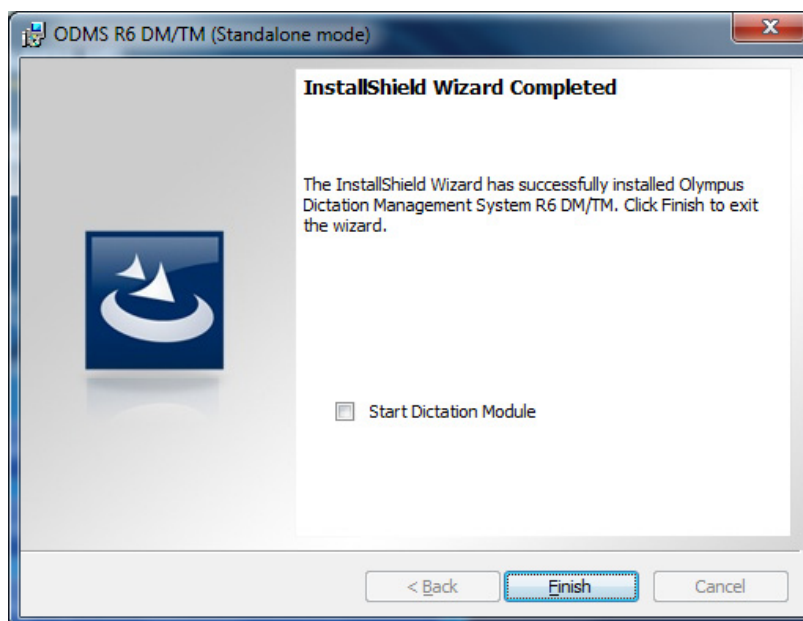 ODMS R6 DM/TM (Standalone mode)
InstallShield Wizard Completed
The InstallShield Wizard has successfully installed Olympus
Dictation Management System R6 DM/TM. Click Finish to exit
the wizard.
Start Dictation Module
< Back
Finish
Cancel